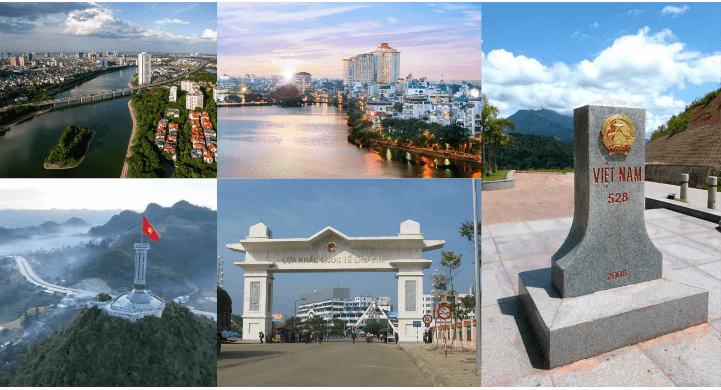 CỬA KHẨU QUỐC TẾ LÀO CAI
VIỆT NAM
528
2008